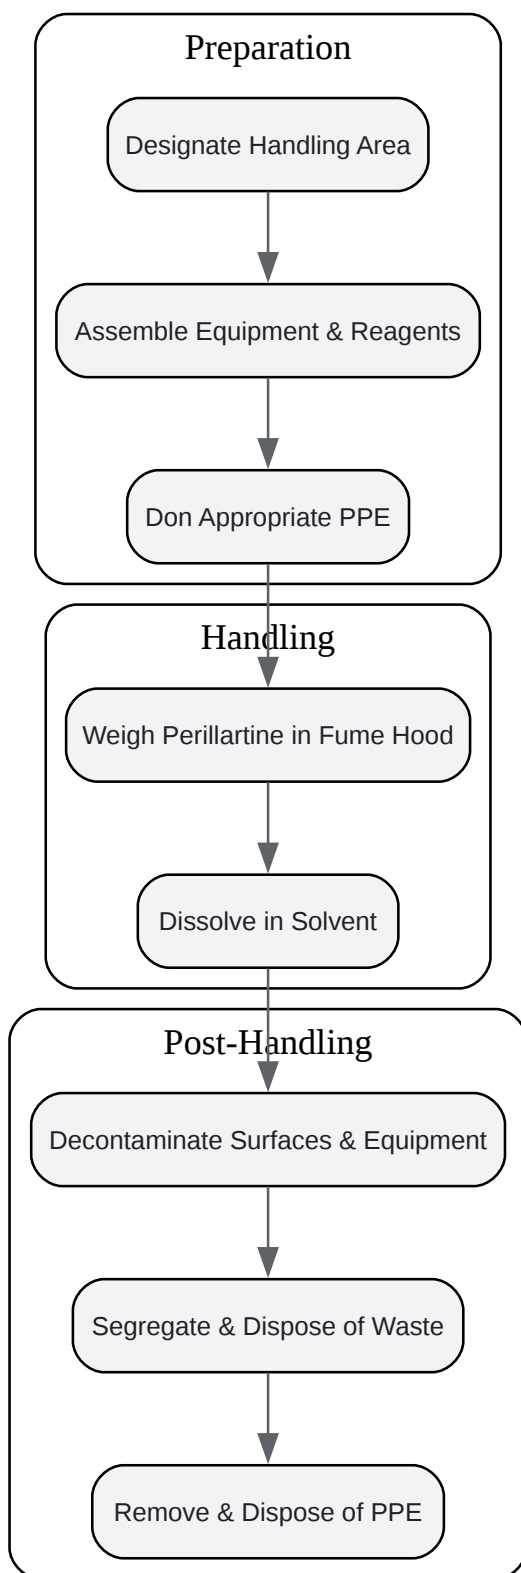 Preparation
Designate Handling Area
Assemble Equipment & Reagents
Don Appropriate PPE
Handling
Weigh Perillartine in Fume Hood
Dissolve in Solvent
Post-Handling
Decontaminate Surfaces & Equipment
Segregate & Dispose of Waste
Remove & Dispose of PPE